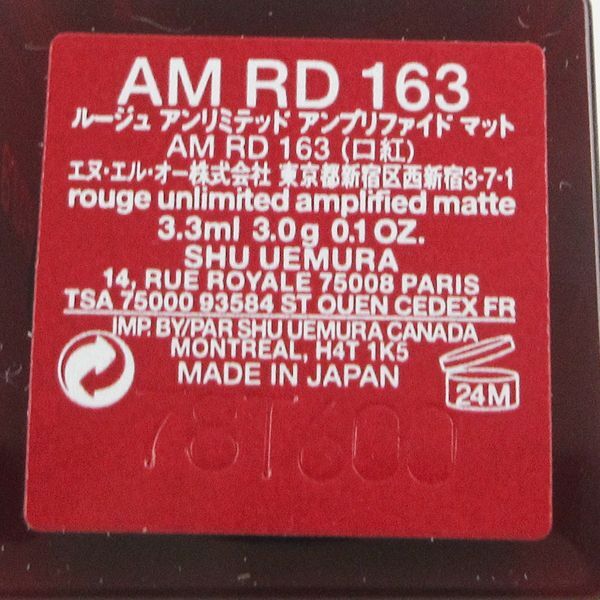 AM RD 163
ルージュ アンリミテッド アンプリファイド マット
AM RD 163 (口紅)
エヌ・エル・オー株式会社 東京都新宿区西新宿3-7-1
rouge unlimited amplified matte
3.3ml 3.0g 0.1 OZ.
SHU UEMURA
14, RUE ROYALE 75008 PARIS
TSA 75000 93584 ST OUEN CEDEX FR
IMP. BY/PAR SHU UEMURA CANADA
MONTREAL, H4T 1K5
MADE IN JAPAN
24M